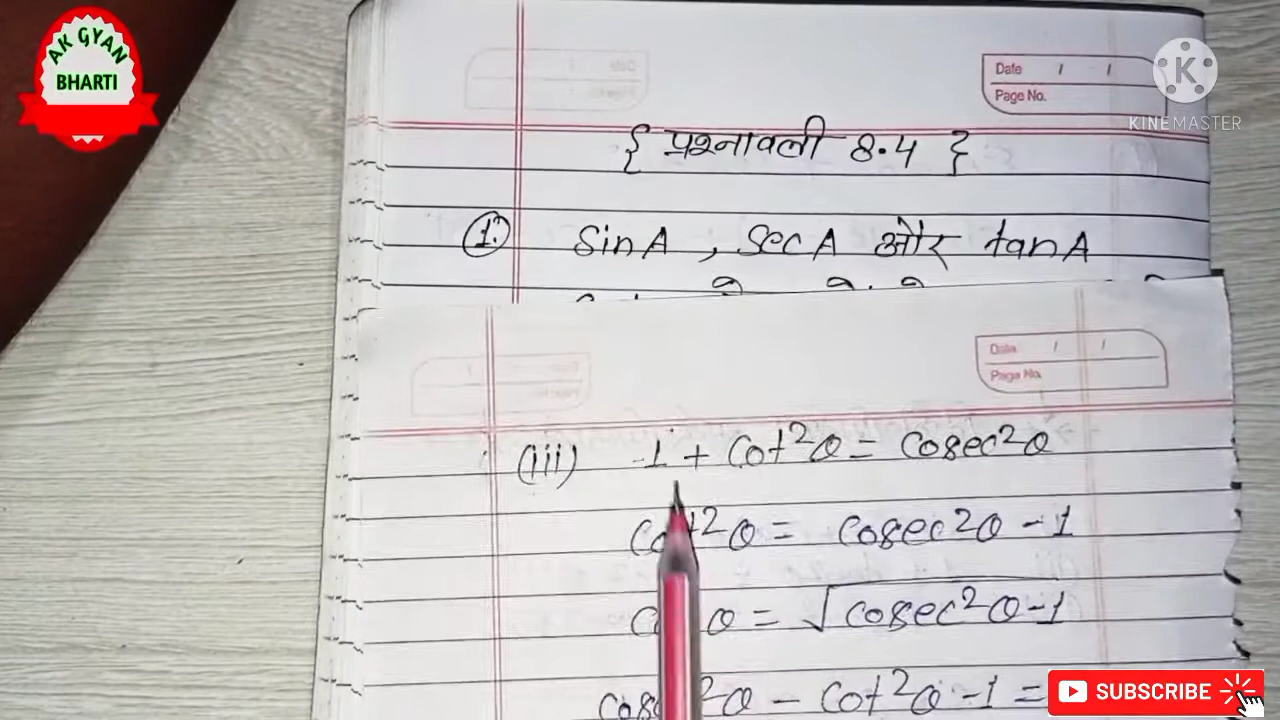 AK GYAN
BHARTI
Date / /
Page No.
KINEMASTER
{ प्रश्नावली 8.4 }
1. SinA , SecA और tanA
Date / /
Page No.
(iii) 1 + Cot²θ = Cosec²θ
Cot²θ = Cosec²θ - 1
θ = √Cosec²θ - 1
²θ - Cot²θ - 1 =
SUBSCRIBE